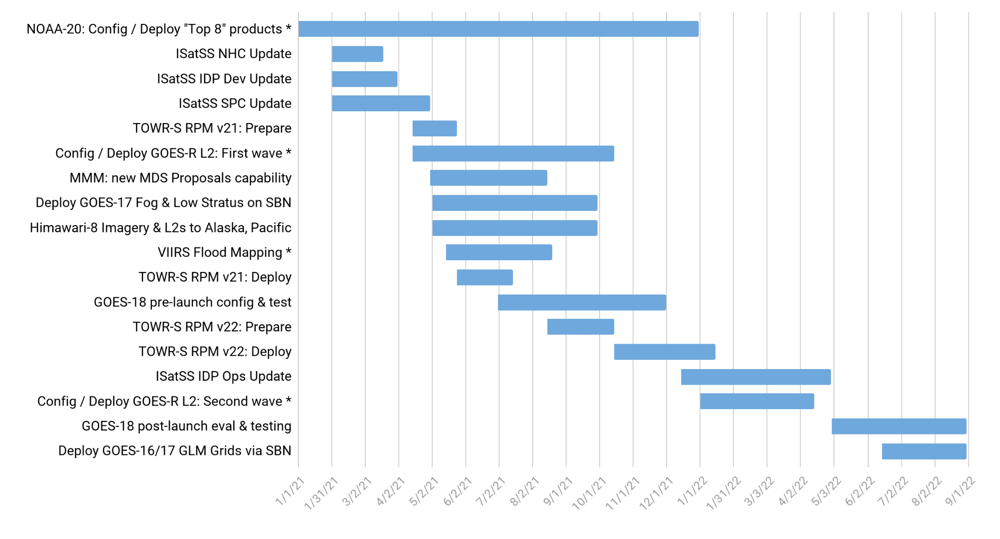 NOAA-20: Config / Deploy "Top 8" products *
ISatSS NHC Update
ISatSS IDP Dev Update
ISatSS SPC Update
TOWR-S RPM v21: Prepare
Config / Deploy GOES-R L2: First wave *
MMM: new MDS Proposals capability
Deploy GOES-17 Fog & Low Stratus on SBN
Himawari-8 Imagery & L2s to Alaska, Pacific
VIIRS Flood Mapping *
TOWR-S RPM v21: Deploy
GOES-18 pre-launch config & test
TOWR-S RPM v22: Prepare
TOWR-S RPM v22: Deploy
ISatSS IDP Ops Update
Config / Deploy GOES-R L2: Second wave *
GOES-18 post-launch eval & testing
Deploy GOES-16/17 GLM Grids via SBN
1/1/21
1/31/21
3/2/21
4/2/21
5/2/21
6/2/21
7/2/21
8/2/21
9/1/21
10/1/21
11/1/21
12/1/21
1/1/22
1/31/22
3/3/22
4/2/22
5/3/22
6/2/22
7/2/22
8/2/22
9/1/22